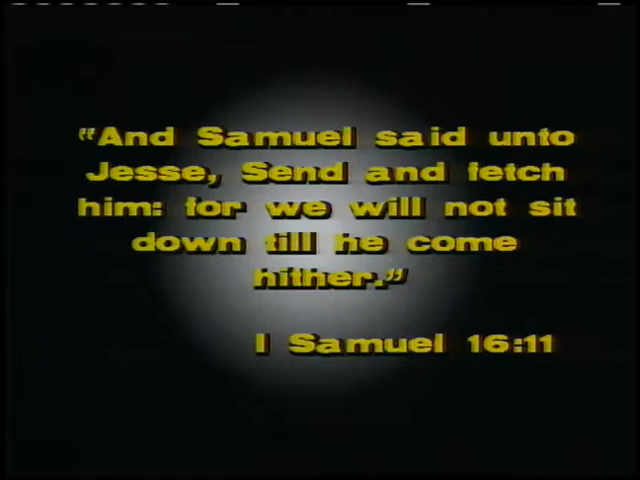 "And Samuel said unto
Jesse, Send and fetch
him: for we will not sit
down till he come
hither."
I Samuel 16:11